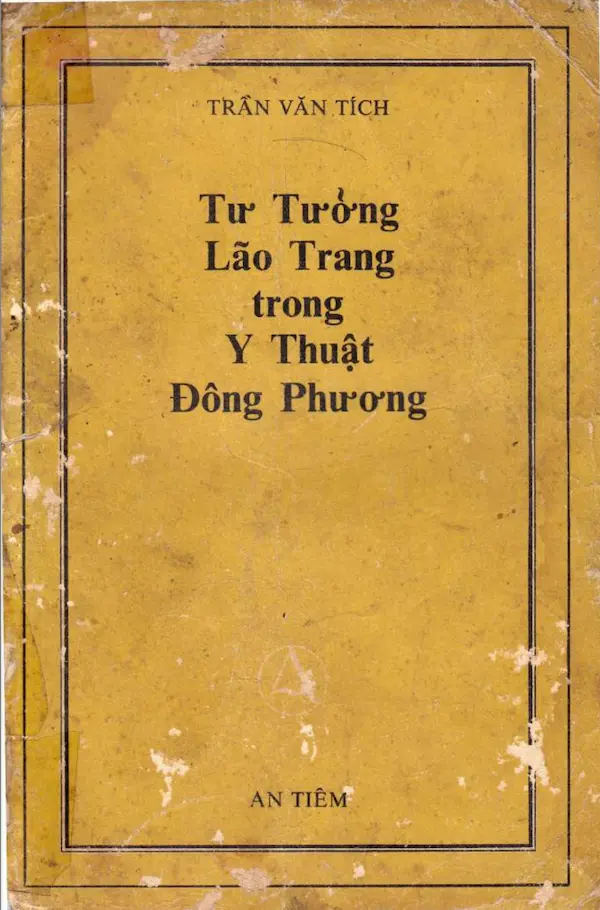 TRẦN VĂN TÍCH
Tư Tưởng
Lão Trang
trong
Y Thuật
Đông Phương
AN TIÊM